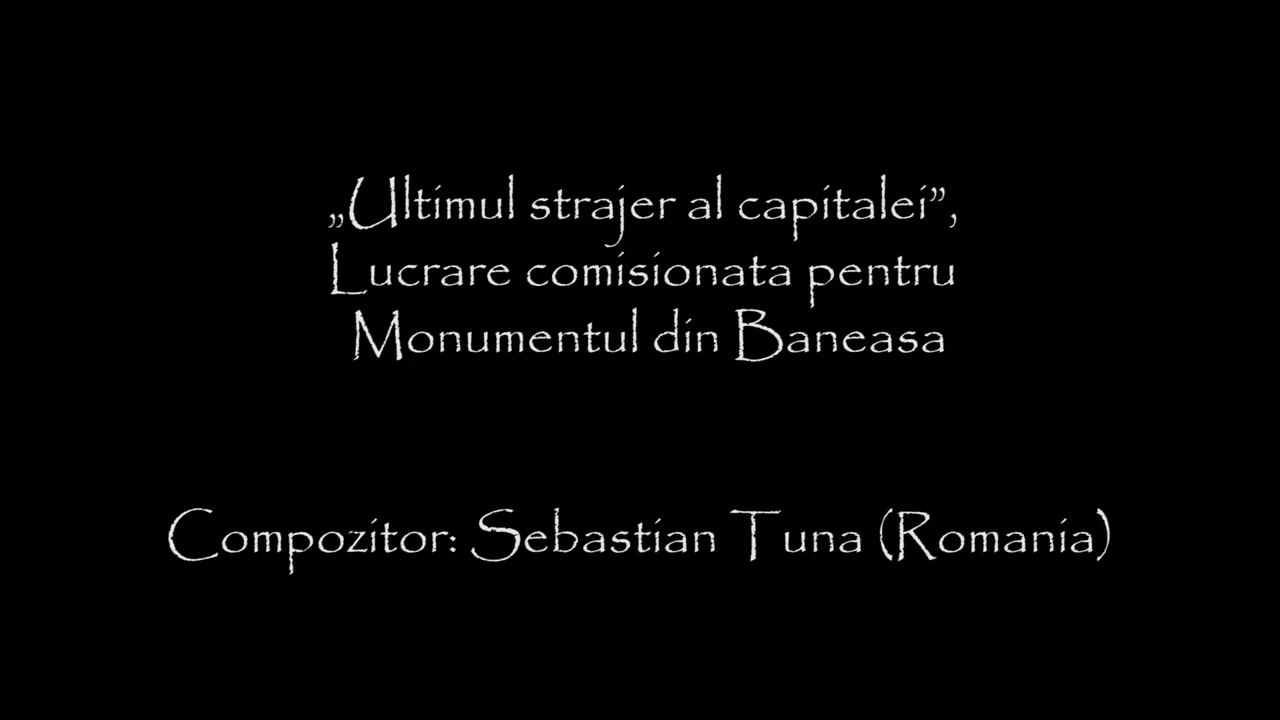 „Ultimul strajer al capitalei”,
Lucrare comisionata pentru
Monumentul din Baneasa
Compozitor: Sebastian Tuna (Romania)